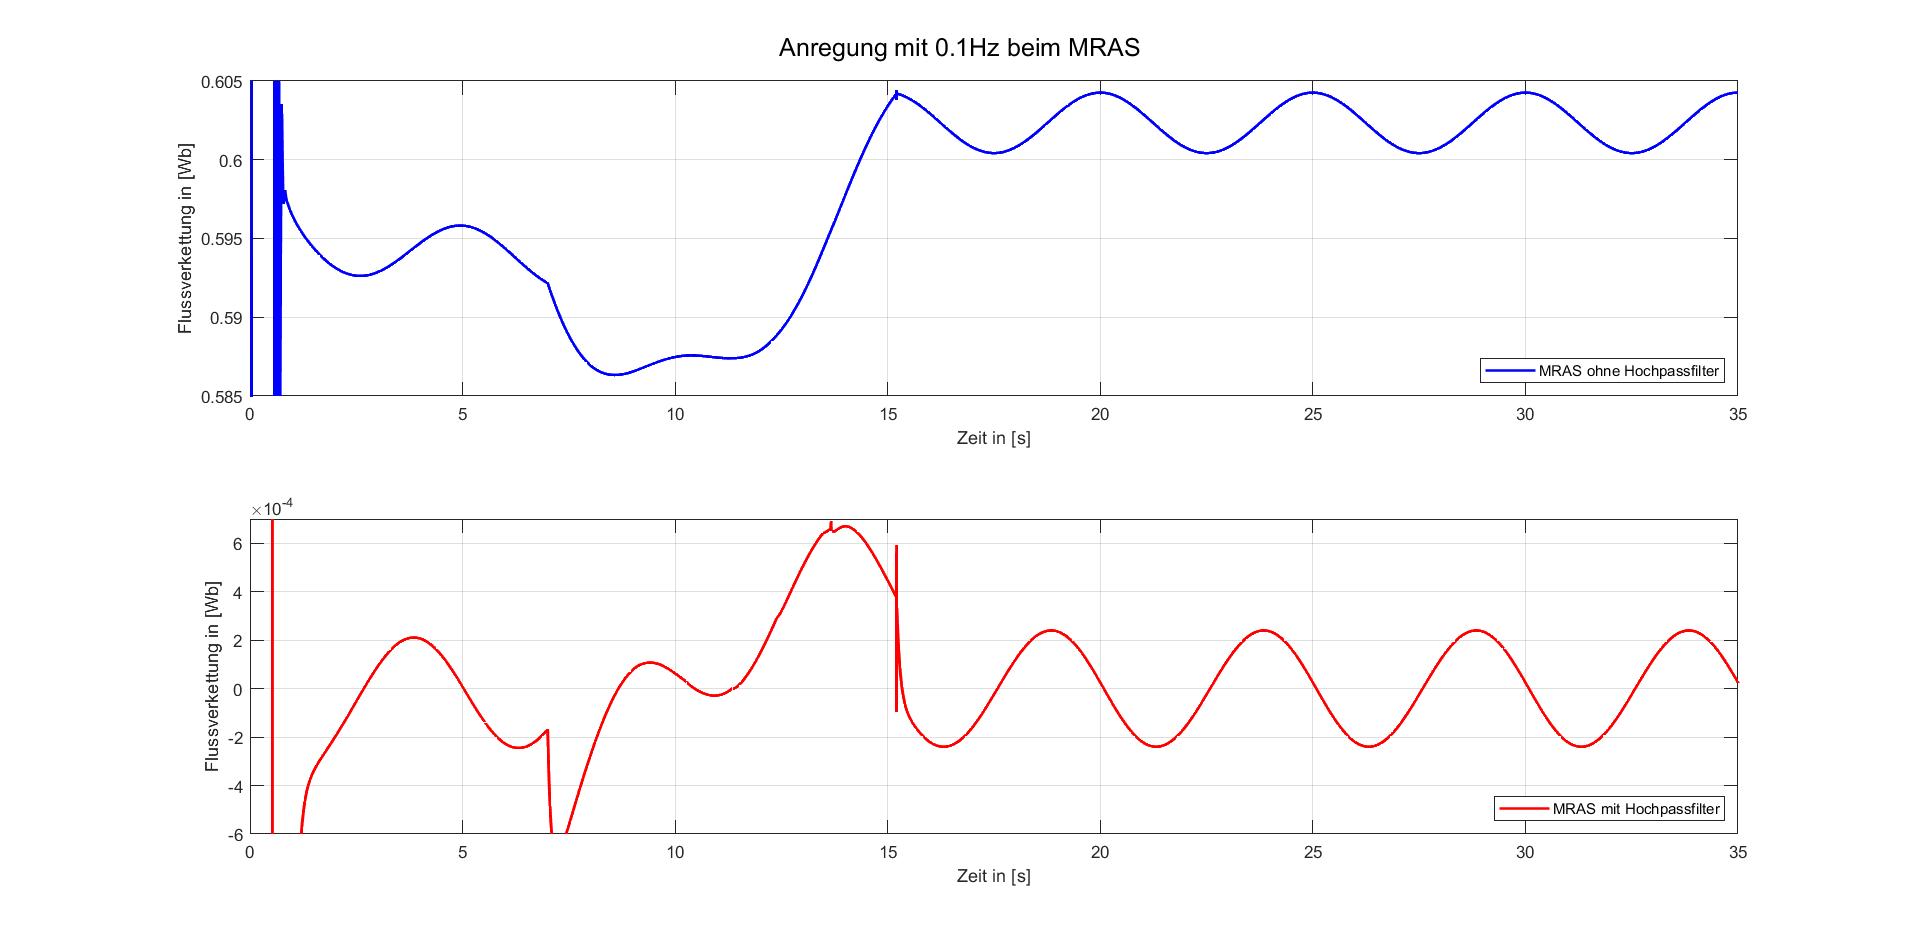 Anregung mit 0.1Hz beim MRAS
Flussverkettung in [Wb]
0.605
0.6
0.595
0.59
0.585
MRAS ohne Hochpassfilter
0 5 10 15 20 25 30 35
Zeit in [s]
×10-4
Flussverkettung in [Wb]
6
4
2
0
-2
-4
-6
MRAS mit Hochpassfilter
0 5 10 15 20 25 30 35
Zeit in [s]